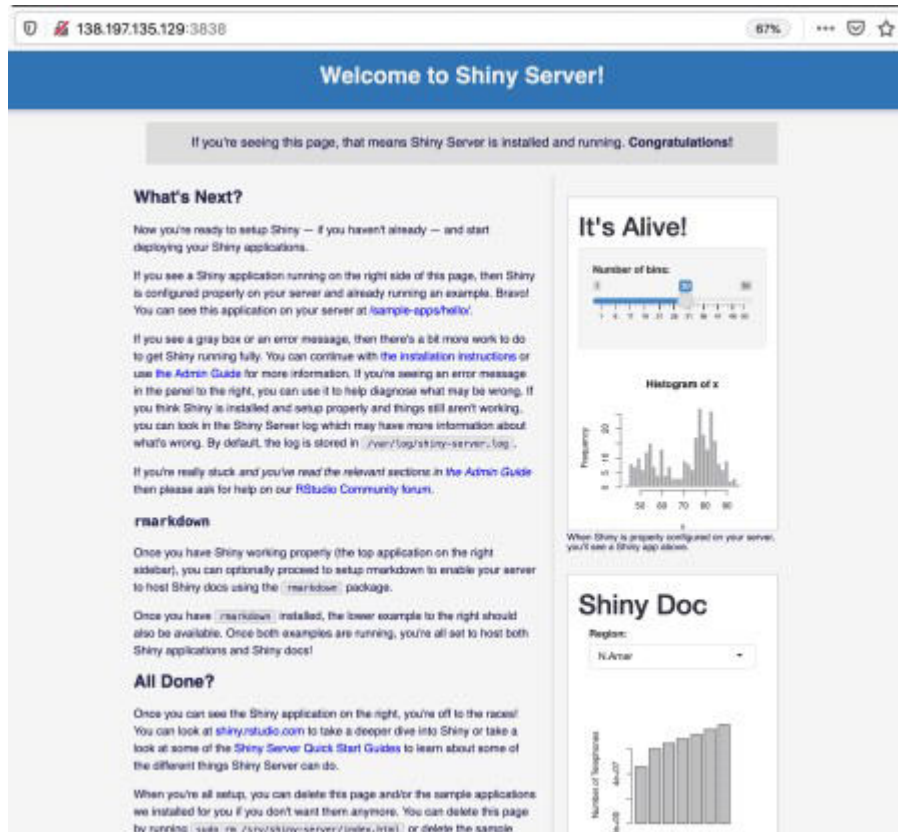 138.197.135.129:3838
67%
Welcome to Shiny Server!
If you're seeing this page, that means Shiny Server is installed and running. Congratulations!
What's Next?
Now you're ready to setup Shiny — if you haven't already — and start
deploying your Shiny applications.
If you see a Shiny application running on the right side of this page, then Shiny
is configured properly on your server and already running an example. Bravo!
You can see this application on your server at /sample-apps/hello/.
If you see a gray box or an error message, then there's a bit more work to do
to get Shiny running fully. You can continue with the installation instructions or
use the Admin Guide for more information. If you're seeing an error message
in the panel to the right, you can use it to help diagnose what may be wrong. If
you think Shiny is installed and setup properly and things still aren't working,
you can look in the Shiny Server log which may have more information about
what's wrong. By default, the log is stored in /var/log/shiny-server.log.
If you're really stuck and you've read the relevant sections in the Admin Guide
then please ask for help on our RStudio Community forum.
rmarkdown
Once you have Shiny working properly (the top application on the right
sidebar), you can optionally proceed to setup rmarkdown to enable your server
to host Shiny docs using the rmarkdown package.
Once you have rmarkdown installed, the lower example to the right should
also be available. Once both examples are running, you're all set to host both
Shiny applications and Shiny docs!
All Done?
Once you can see the Shiny application on the right, you're off to the races!
You can look at shiny.rstudio.com to take a deeper dive into Shiny or take a
look at some of the Shiny Server Quick Start Guides to learn about some of
the different things Shiny Server can do.
When you're all setup, you can delete this page and/or the sample applications
we installed for you if you don't want them anymore. You can delete this page
by running sudo rm /srv/shiny-server/index.html or delete the sample
It's Alive!
Number of bins:
Histogram of x
Frequency
0 5 10 20
50 60 70 80 90
x
When Shiny is properly configured on your server,
you'll see a Shiny app above.
Shiny Doc
Region:
N.Amer
Number of Telephones
0e+00 4e+07